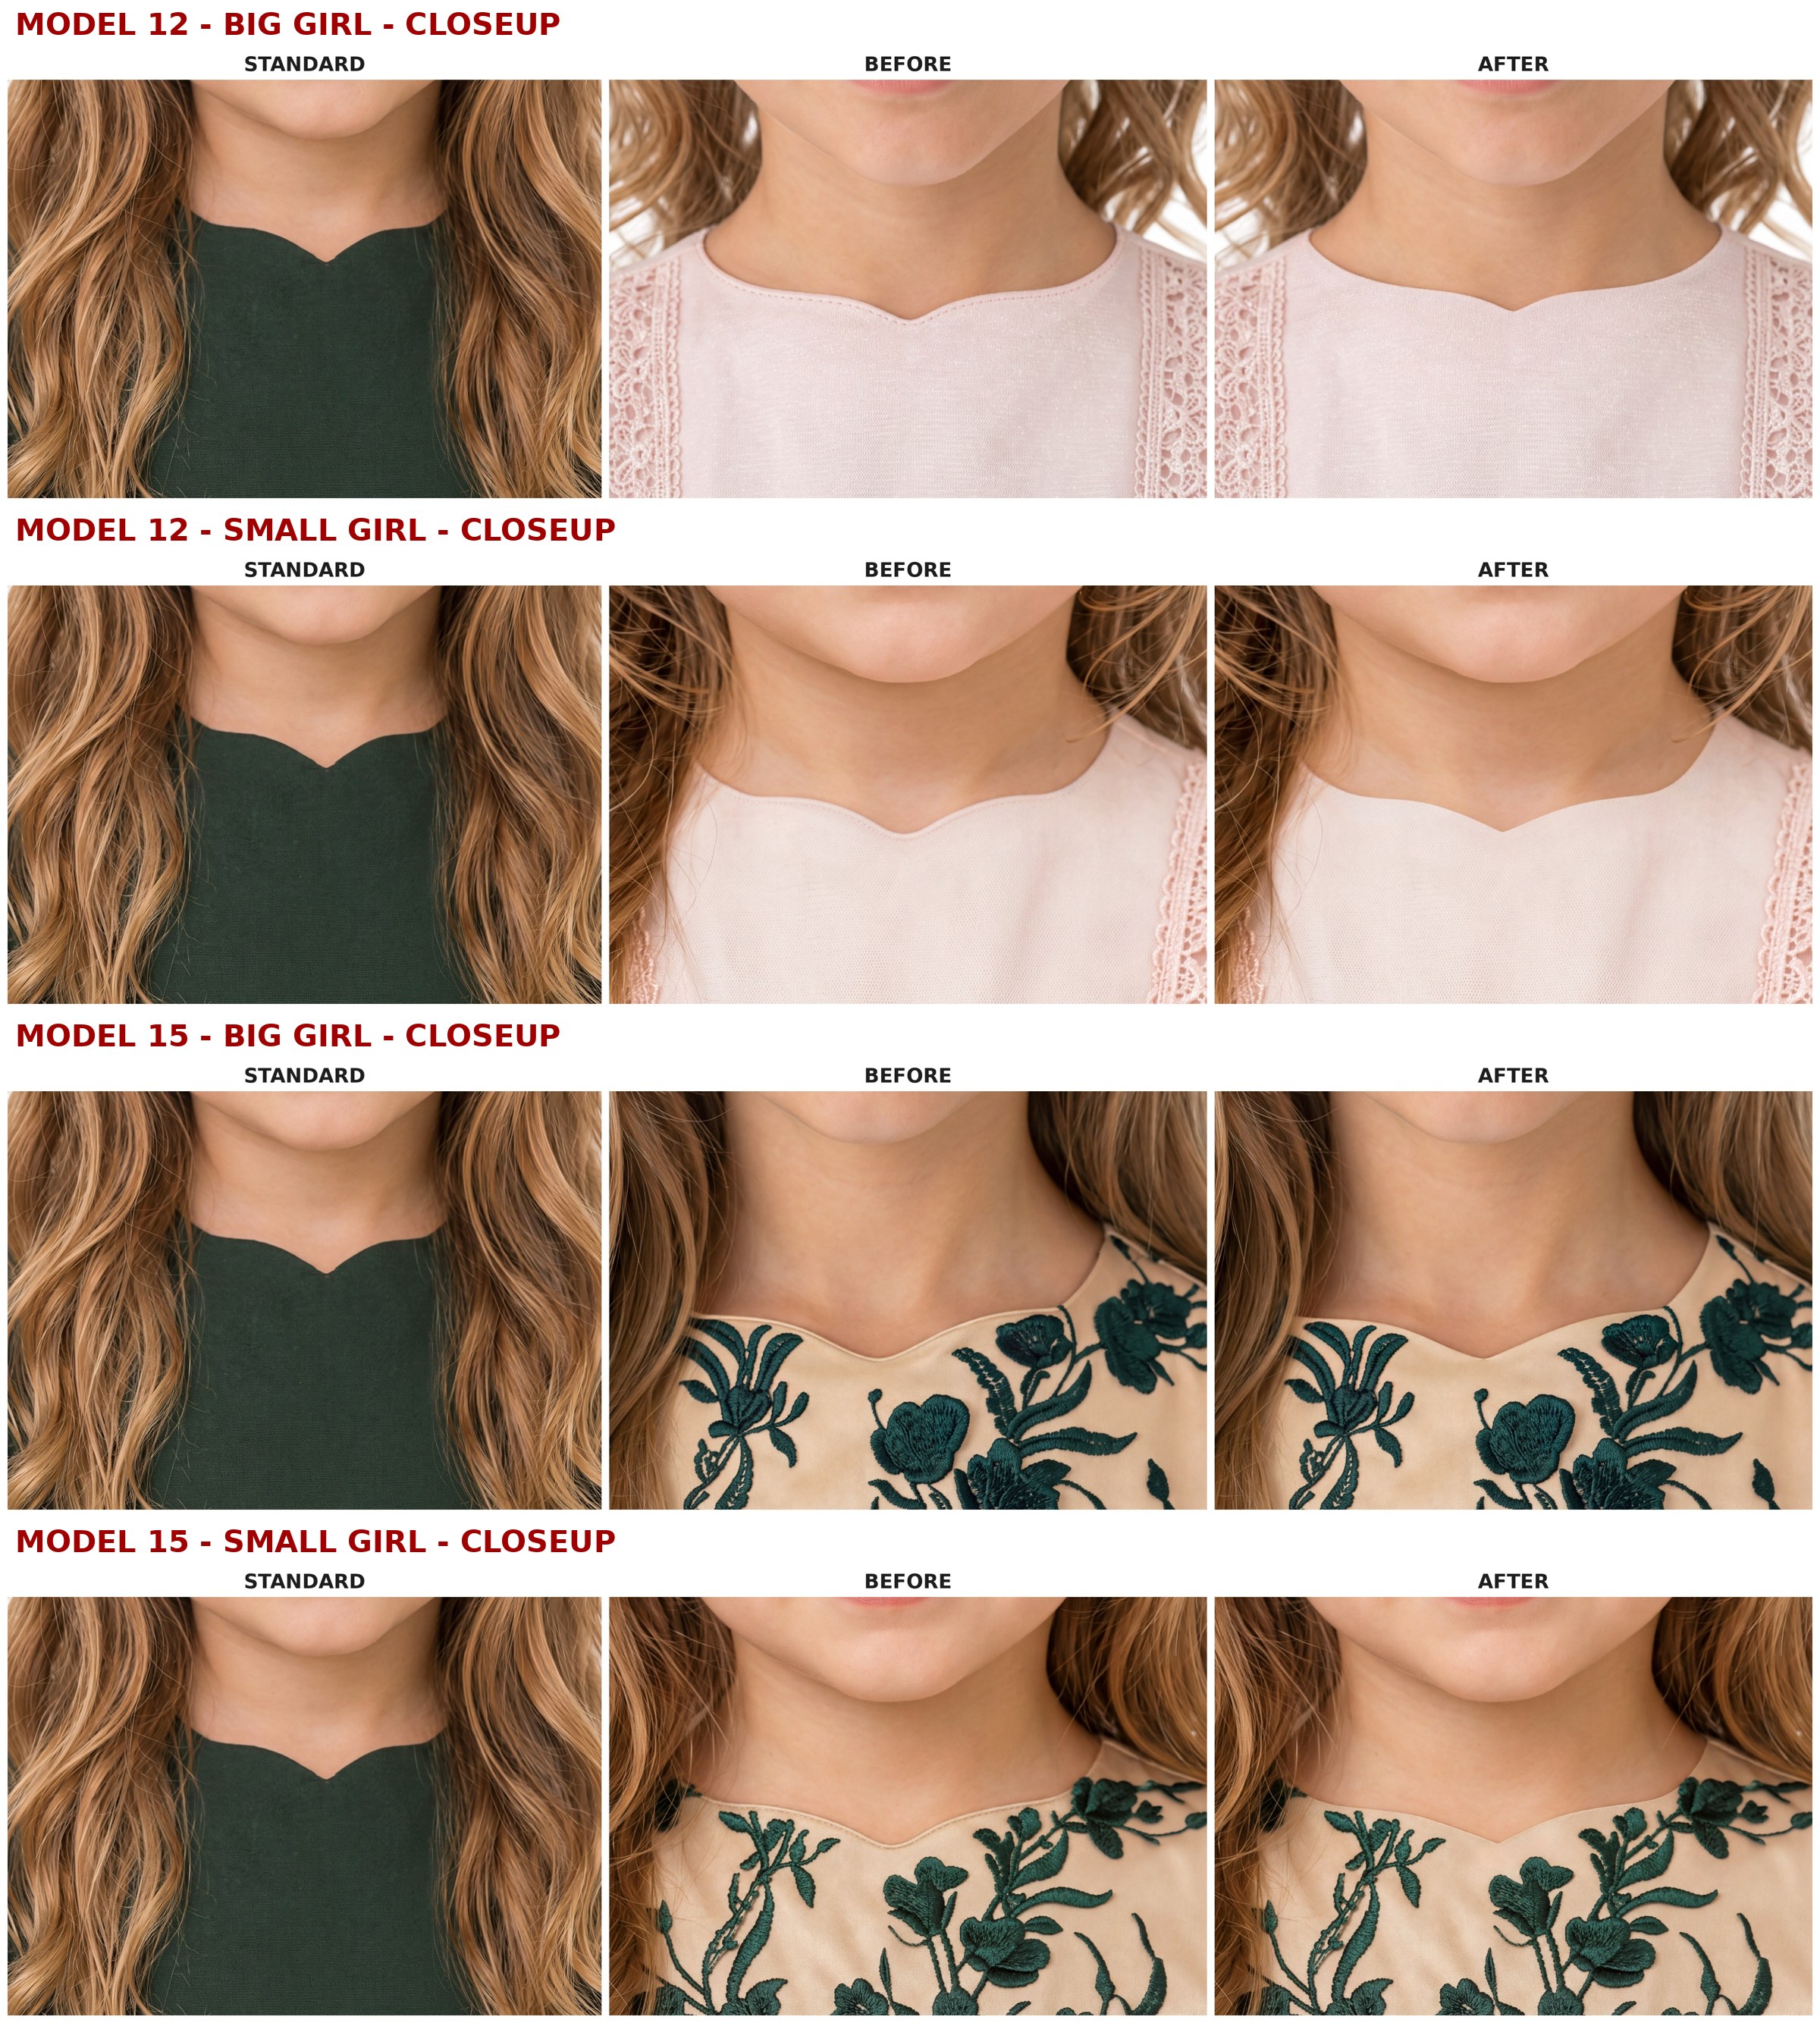 MODEL 12 - BIG GIRL - CLOSEUP
STANDARD BEFORE AFTER
MODEL 12 - SMALL GIRL - CLOSEUP
STANDARD BEFORE AFTER
MODEL 15 - BIG GIRL - CLOSEUP
STANDARD BEFORE AFTER
MODEL 15 - SMALL GIRL - CLOSEUP
STANDARD BEFORE AFTER